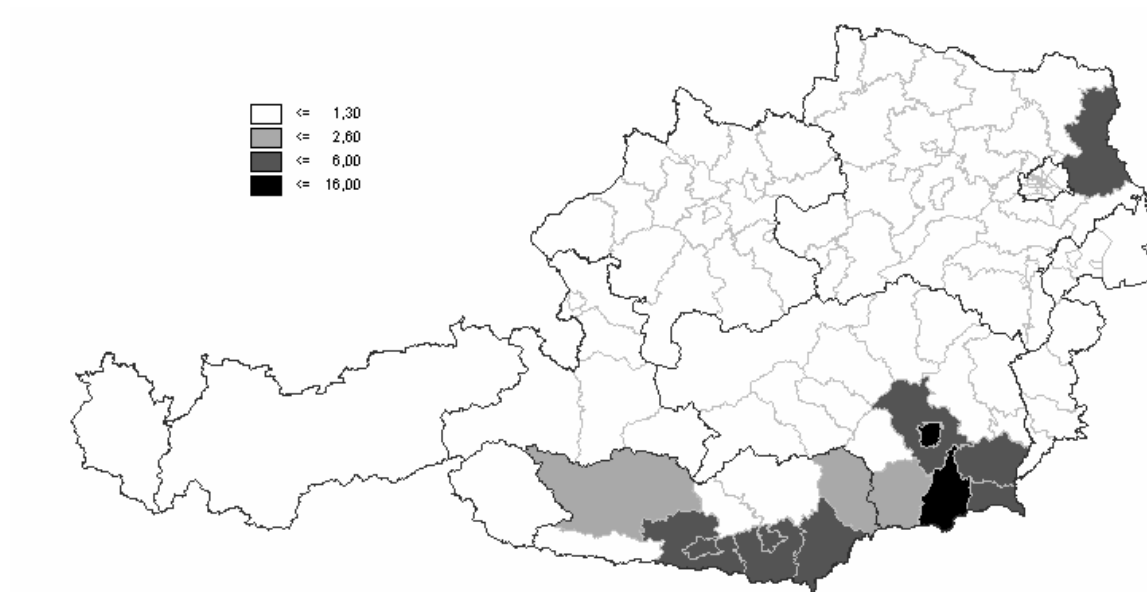 <= 1,30
<= 2,60
<= 6,00
<= 16,00